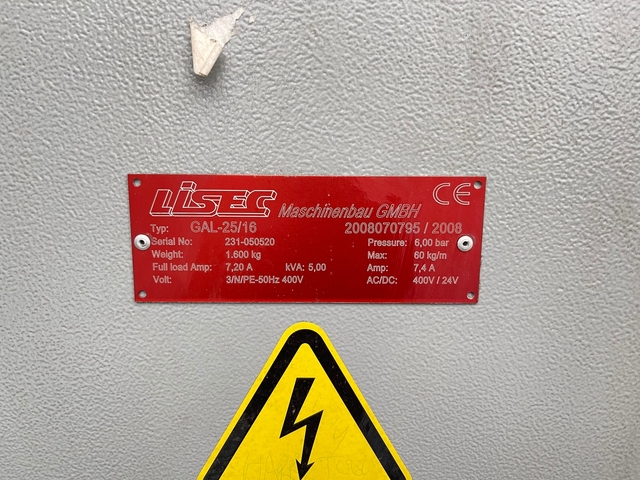 LiSEC Maschinenbau GMBH CE
Typ: GAL-25/16 2008070795 / 2008
Serial No: 231-050520 Pressure: 6,00 bar
Weight: 1.600 kg Max: 60 kg/m
Full load Amp: 7,20 A kVA: 5,00 Amp: 7,4 A
Volt: 3/N/PE-50Hz 400V AC/DC: 400V / 24V